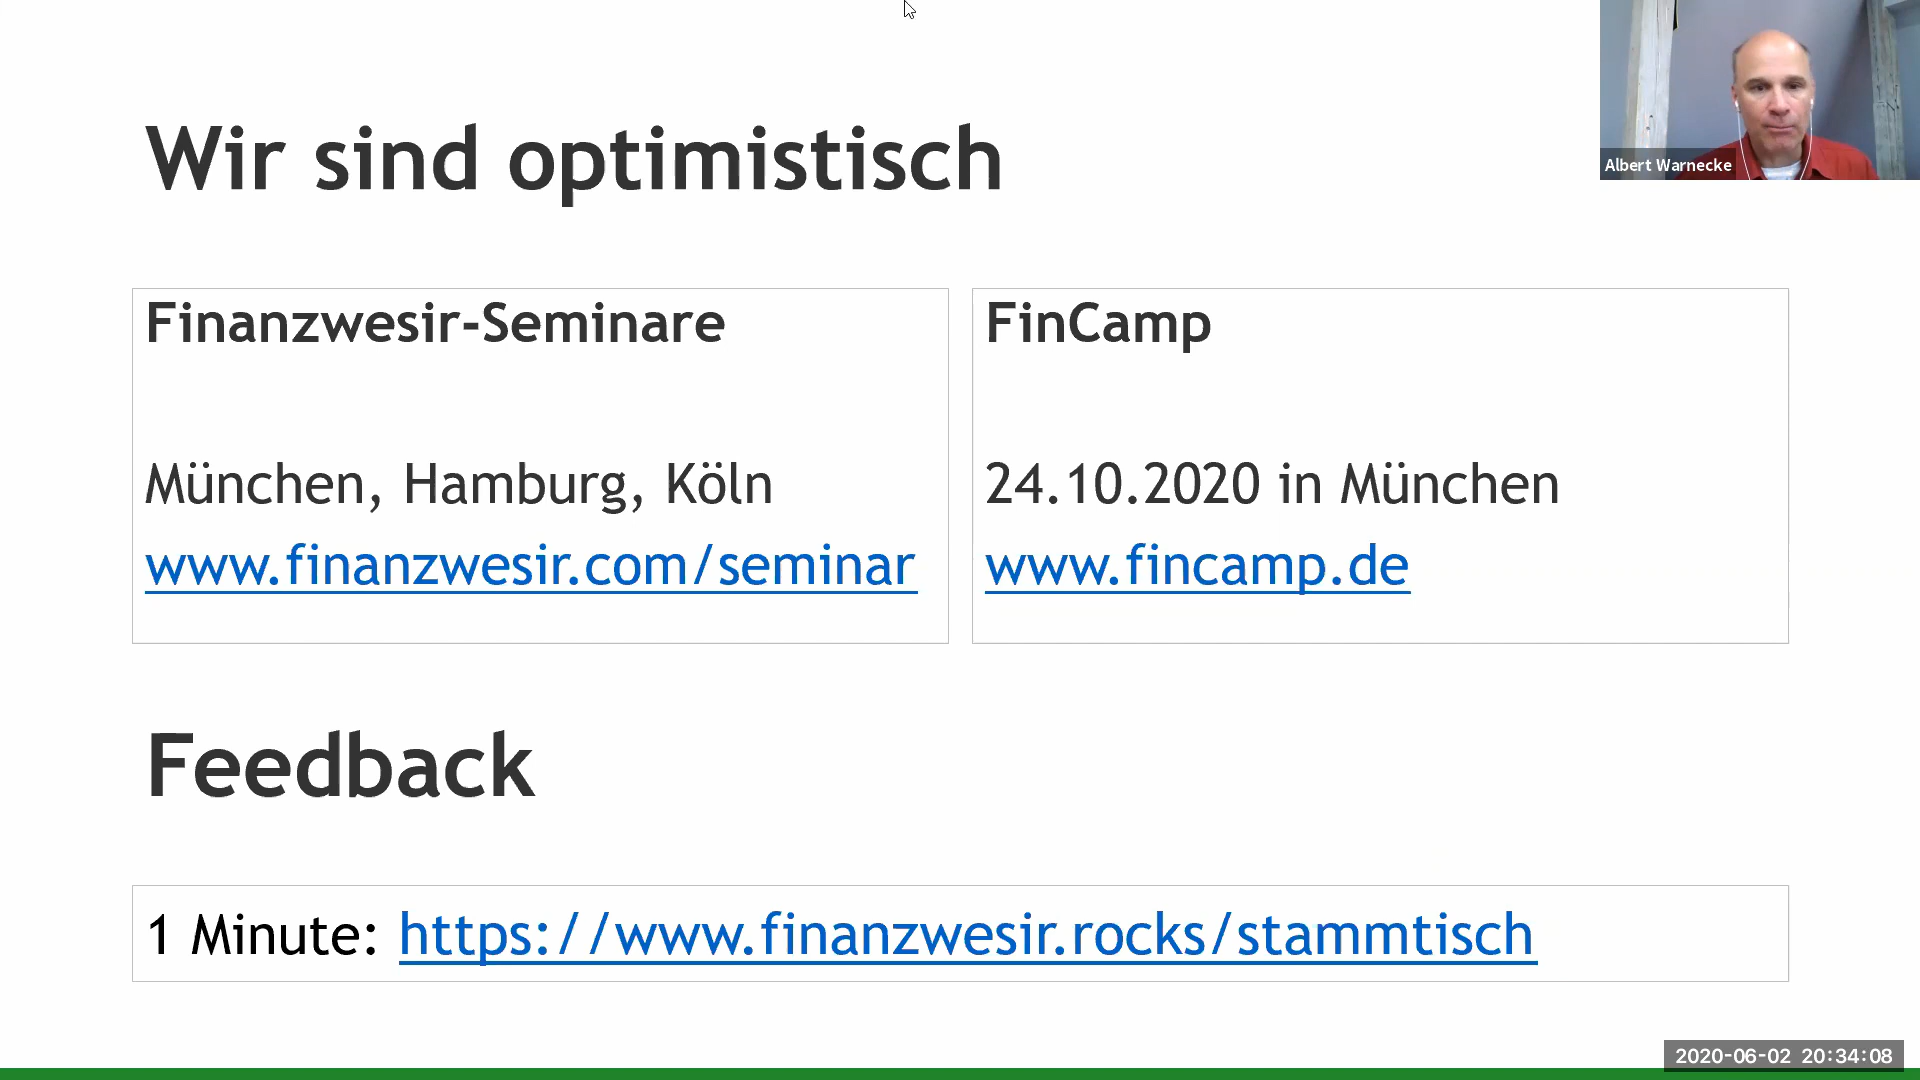 Wir sind optimistisch
Albert Warnecke
Finanzwesir-Seminare
München, Hamburg, Köln
www.finanzwesir.com/seminar
FinCamp
24.10.2020 in München
www.fincamp.de
Feedback
1 Minute: https://www.finanzwesir.rocks/stammtisch
2020-06-02 20:34:08